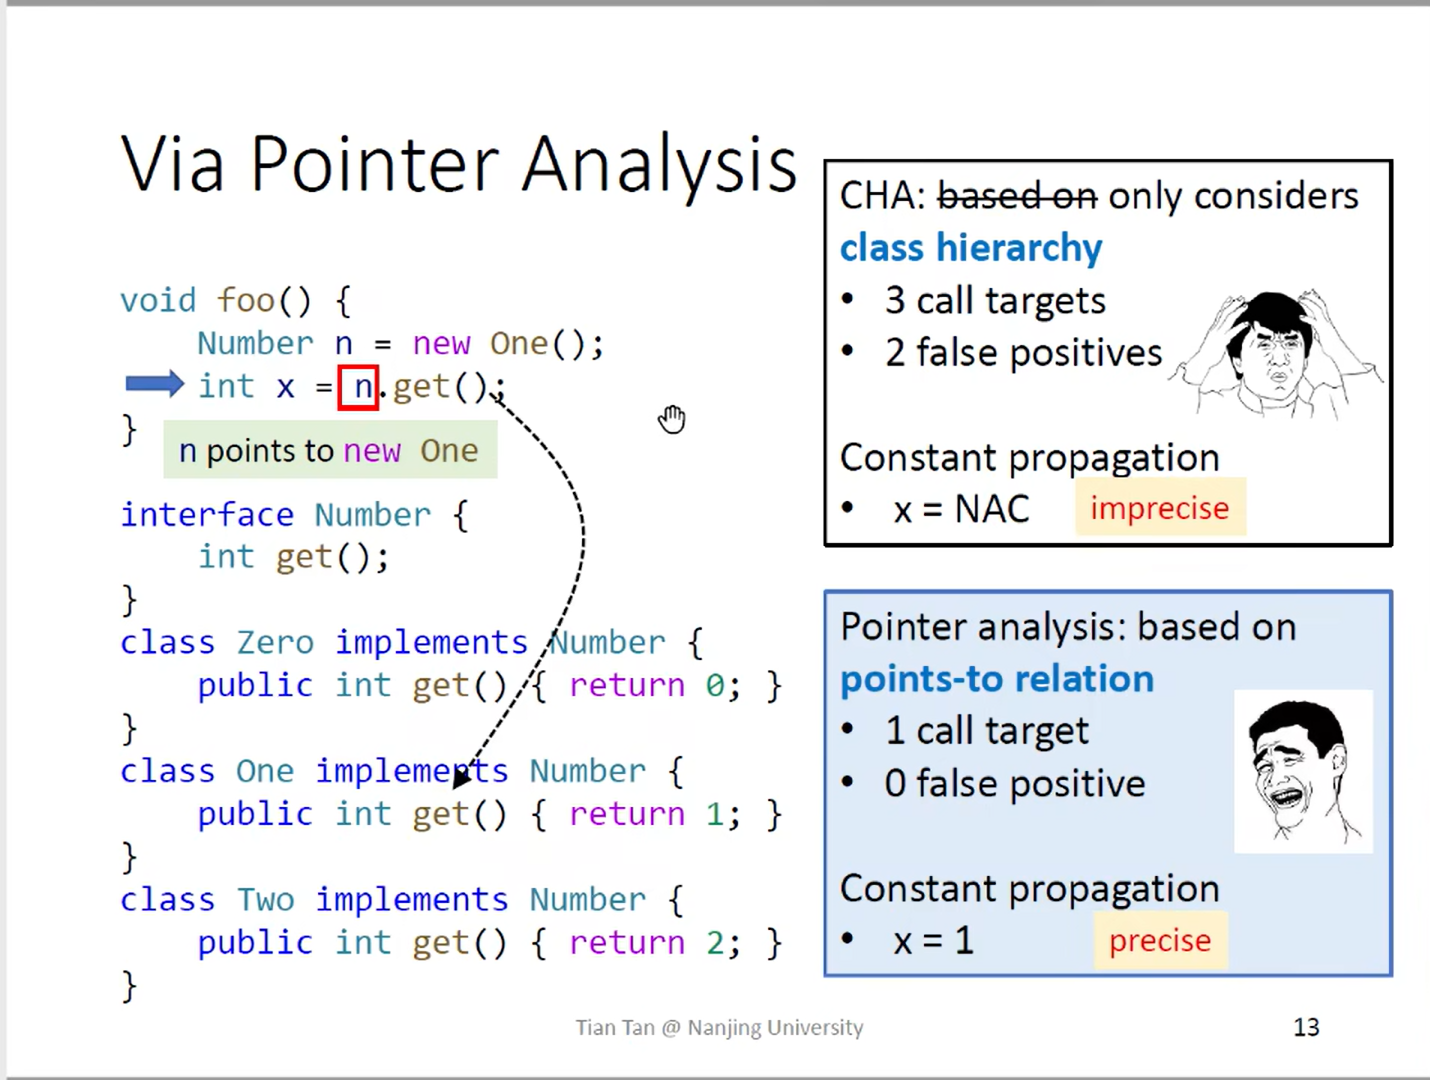 Via Pointer Analysis
void foo() {
Number n = new One();
int x = n.get();
}
n points to new One
interface Number {
int get();
}
class Zero implements Number {
public int get() { return 0; }
}
class One implements Number {
public int get() { return 1; }
}
class Two implements Number {
public int get() { return 2; }
}
CHA: based on only considers
class hierarchy
• 3 call targets
• 2 false positives
Constant propagation
• x = NAC imprecise
Pointer analysis: based on
points-to relation
• 1 call target
• 0 false positive
Constant propagation
• x = 1 precise
Tian Tan @ Nanjing University
13